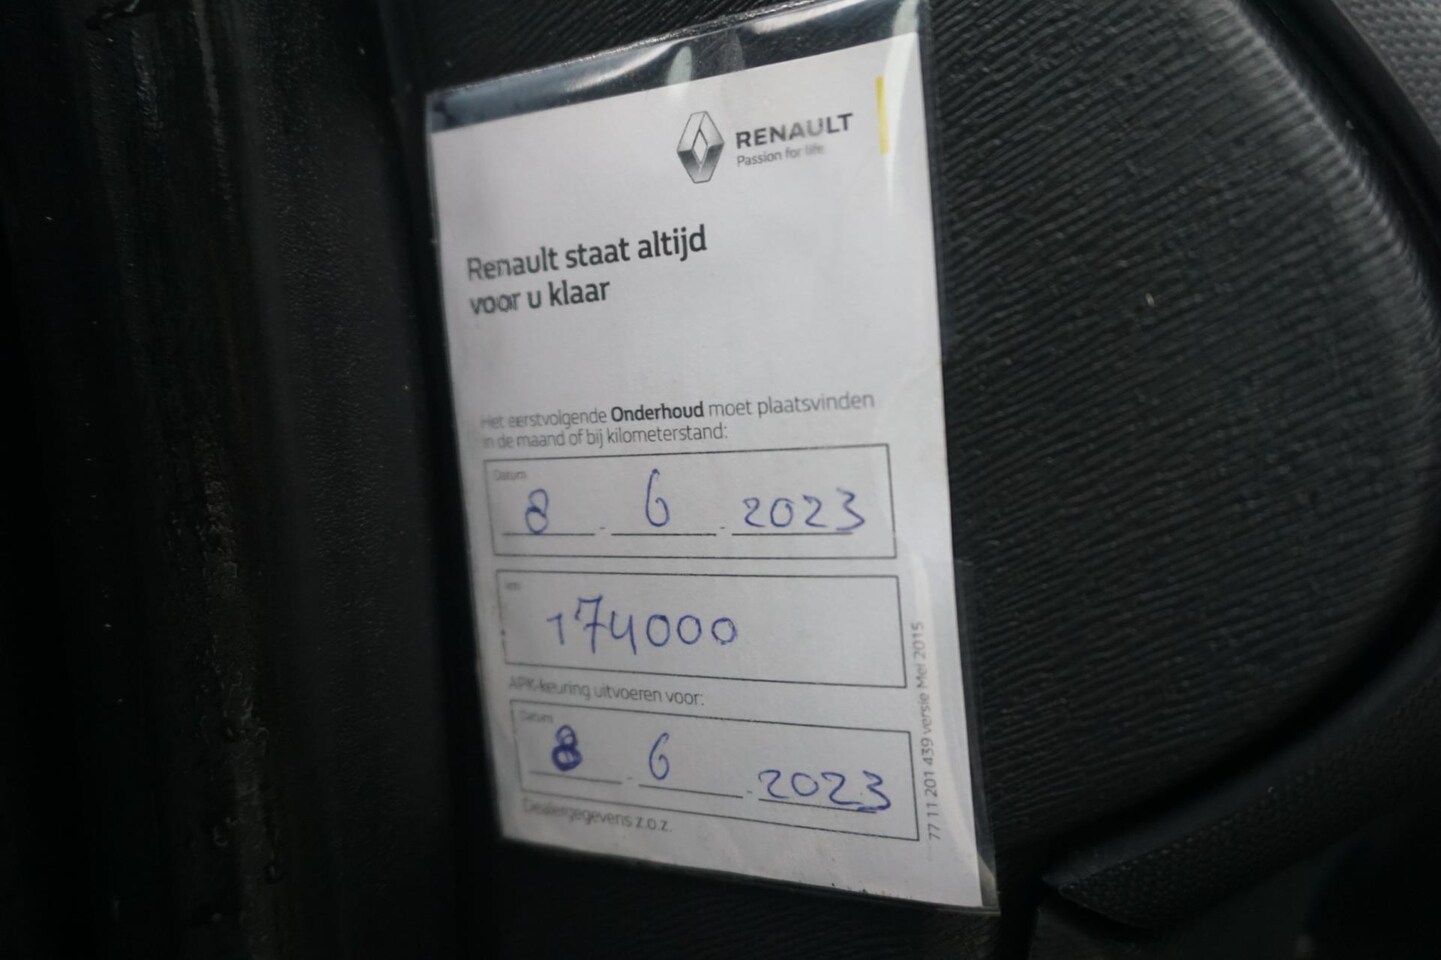 RENAULT
Passion for life
Renault staat altijd
voor u klaar
Het eerstvolgende Onderhoud moet plaatsvinden
in de maand of bij kilometerstand:
Datum
8 - 6 - 2023
174000
APK-keuring uitvoeren voor:
Datum
8 - 6 - 2023
Dealergegevens z.o.z.
77 11 201 439 versie Mei 2015